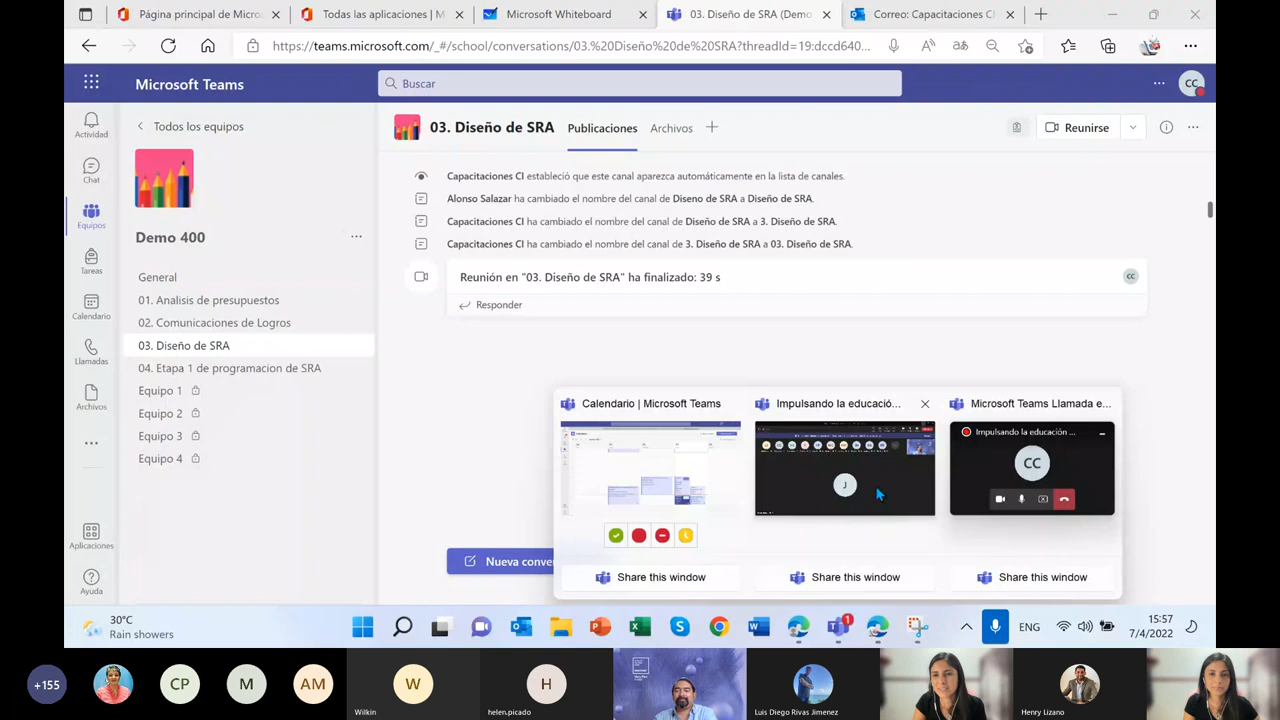 Página principal de Micro:
Todas las aplicaciones | M
Microsoft Whiteboard
03. Diseño de SRA (Demo
Correo: Capacitaciones CI
https://teams.microsoft.com/_#/school/conversations/03.%20Diseño%20de%20SRA?threadId=19:dccd640...
Microsoft Teams
Buscar
CC
Actividad
Chat
Equipos
Tareas
Calendario
Llamadas
Archivos
Aplicaciones
Ayuda
Todos los equipos
Demo 400
General
01. Analisis de presupuestos
02. Comunicaciones de Logros
03. Diseño de SRA
04. Etapa 1 de programacion de SRA
Equipo 1
Equipo 2
Equipo 3
Equipo 4
03. Diseño de SRA
Publicaciones
Archivos
Reunirse
Capacitaciones CI estableció que este canal aparezca automáticamente en la lista de canales.
Alonso Salazar ha cambiado el nombre del canal de Diseno de SRA a Diseño de SRA.
Capacitaciones CI ha cambiado el nombre del canal de Diseño de SRA a 3. Diseño de SRA.
Capacitaciones CI ha cambiado el nombre del canal de 3. Diseño de SRA a 03. Diseño de SRA.
Reunión en "03. Diseño de SRA" ha finalizado: 39 s
CC
Responder
Nueva conver
Calendario | Microsoft Teams
Impulsando la educació...
Microsoft Teams Llamada e...
J
Impulsando la educación ...
CC
Share this window
Share this window
Share this window
30°C
Rain showers
1
ENG
15:57
7/4/2022
+155
CP
M
AM
W
Wilkin
H
helen.picado
Luis Diego Rivas Jimenez
Henry Lizano